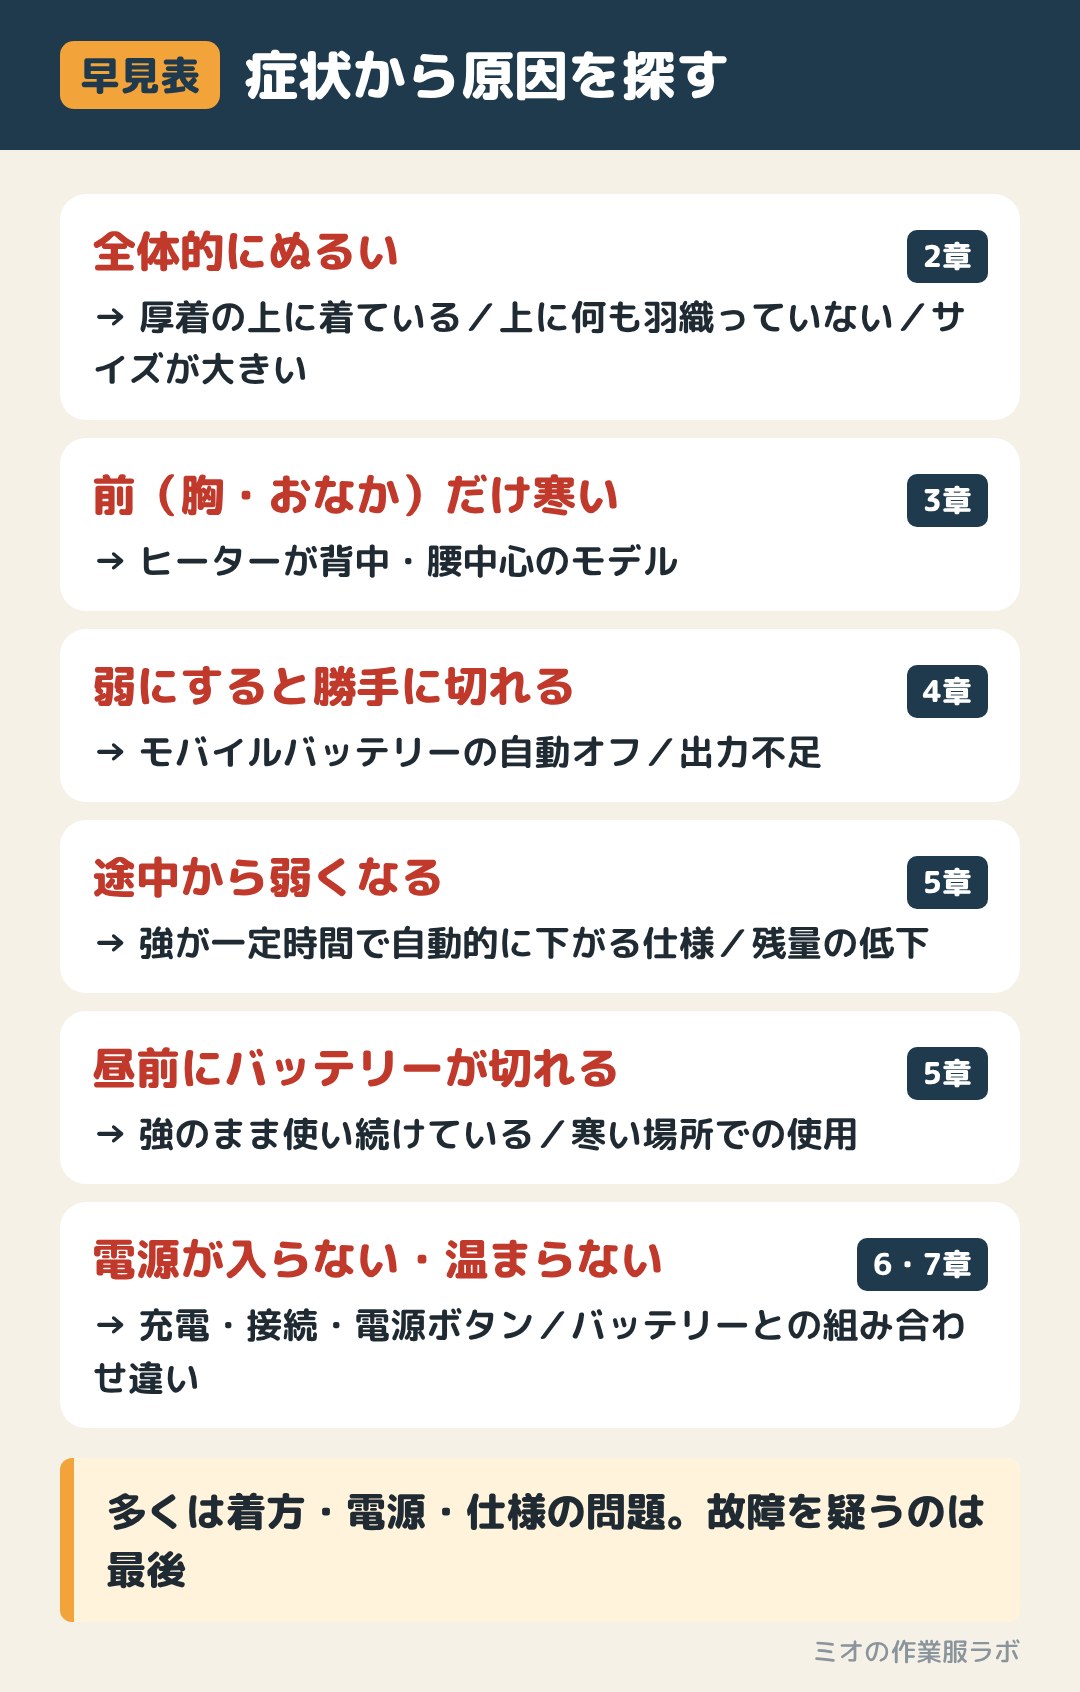 早見表 症状から原因を探す
全体的にぬるい 2章
→ 厚着の上に着ている／上に何も羽織っていない／サ
イズが大きい
前（胸・おなか）だけ寒い 3章
→ ヒーターが背中・腰中心のモデル
弱にすると勝手に切れる 4章
→ モバイルバッテリーの自動オフ／出力不足
途中から弱くなる 5章
→ 強が一定時間で自動的に下がる仕様／残量の低下
昼前にバッテリーが切れる 5章
→ 強のまま使い続けている／寒い場所での使用
電源が入らない・温まらない 6・7章
→ 充電・接続・電源ボタン／バッテリーとの組み合わ
せ違い
多くは着方・電源・仕様の問題。故障を疑うのは
最後
ミオの作業服ラボ